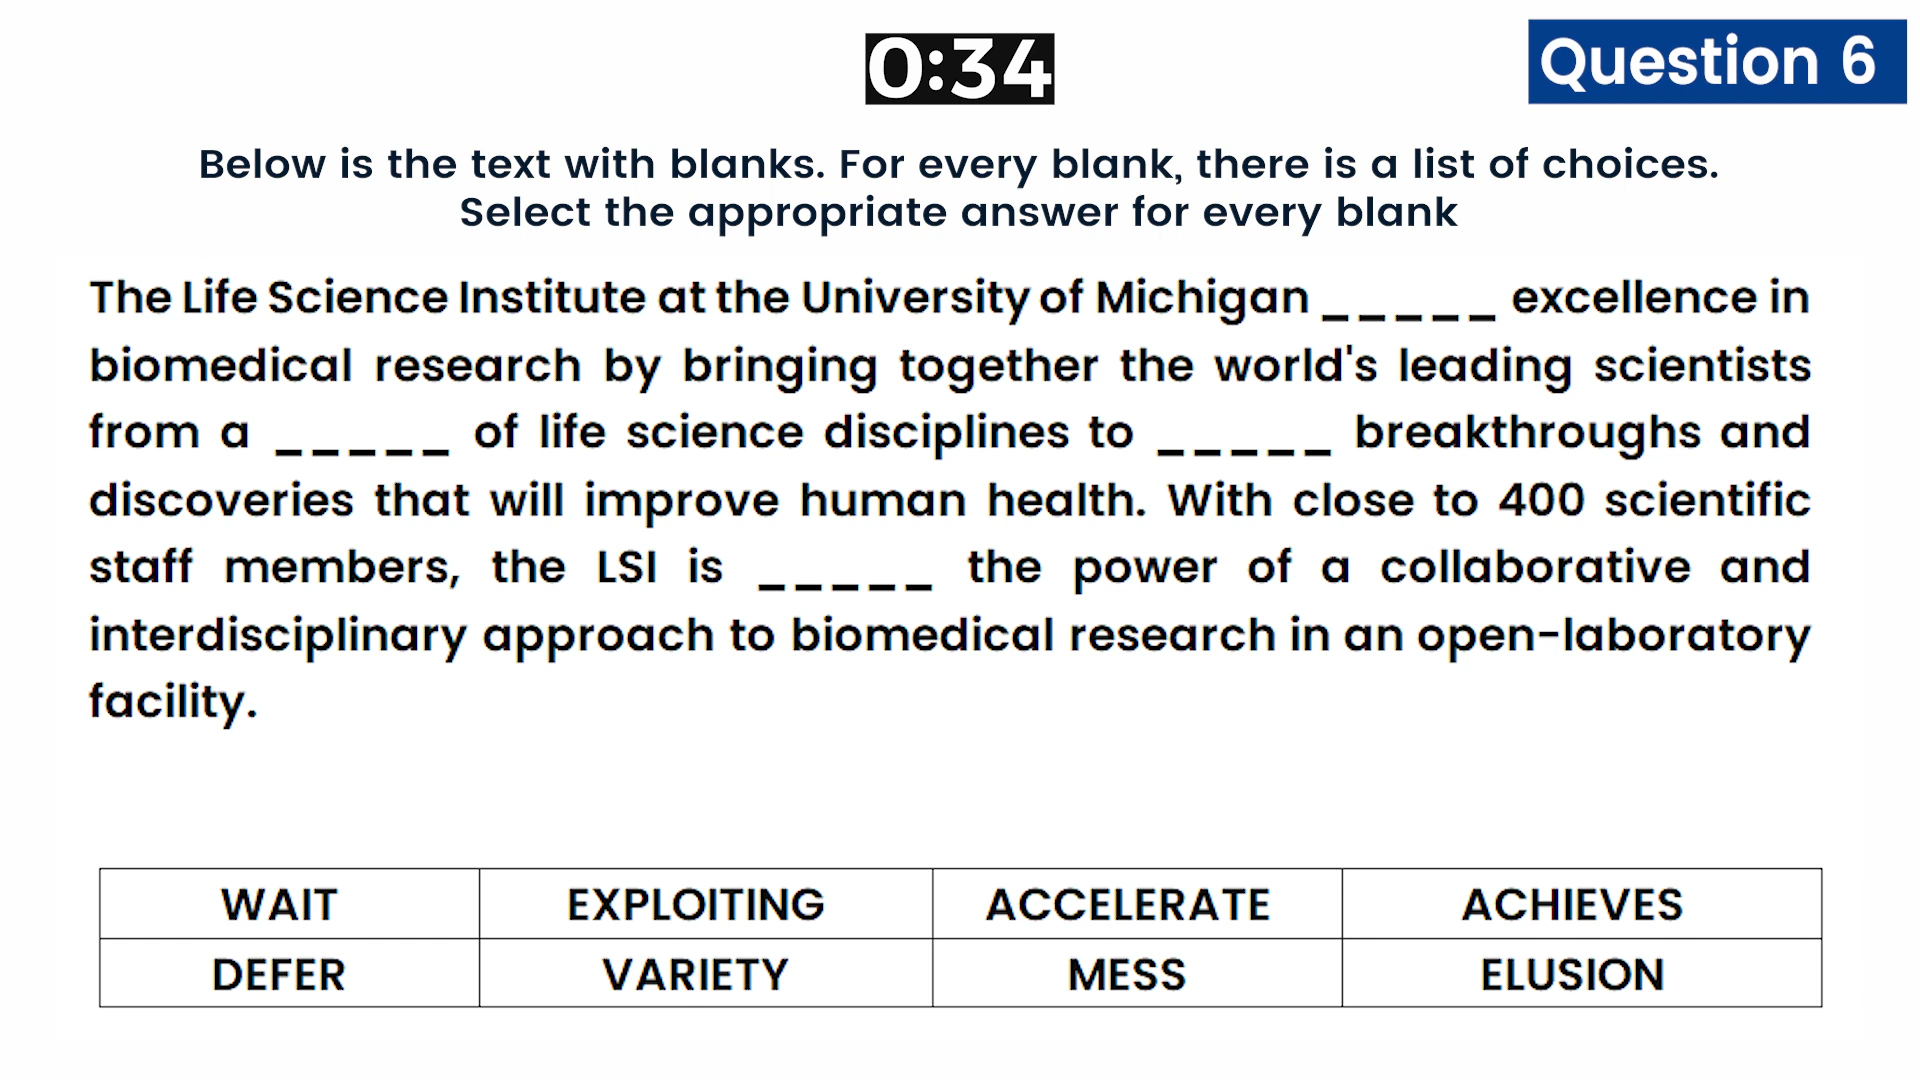 0:34
Question 6
Below is the text with blanks. For every blank, there is a list of choices.
Select the appropriate answer for every blank
The Life Science Institute at the University of Michigan _____ excellence in
biomedical research by bringing together the world's leading scientists
from a _____ of life science disciplines to _____ breakthroughs and
discoveries that will improve human health. With close to 400 scientific
staff members, the LSI is _____ the power of a collaborative and
interdisciplinary approach to biomedical research in an open-laboratory
facility.
WAIT EXPLOITING ACCELERATE ACHIEVES
DEFER VARIETY MESS ELUSION